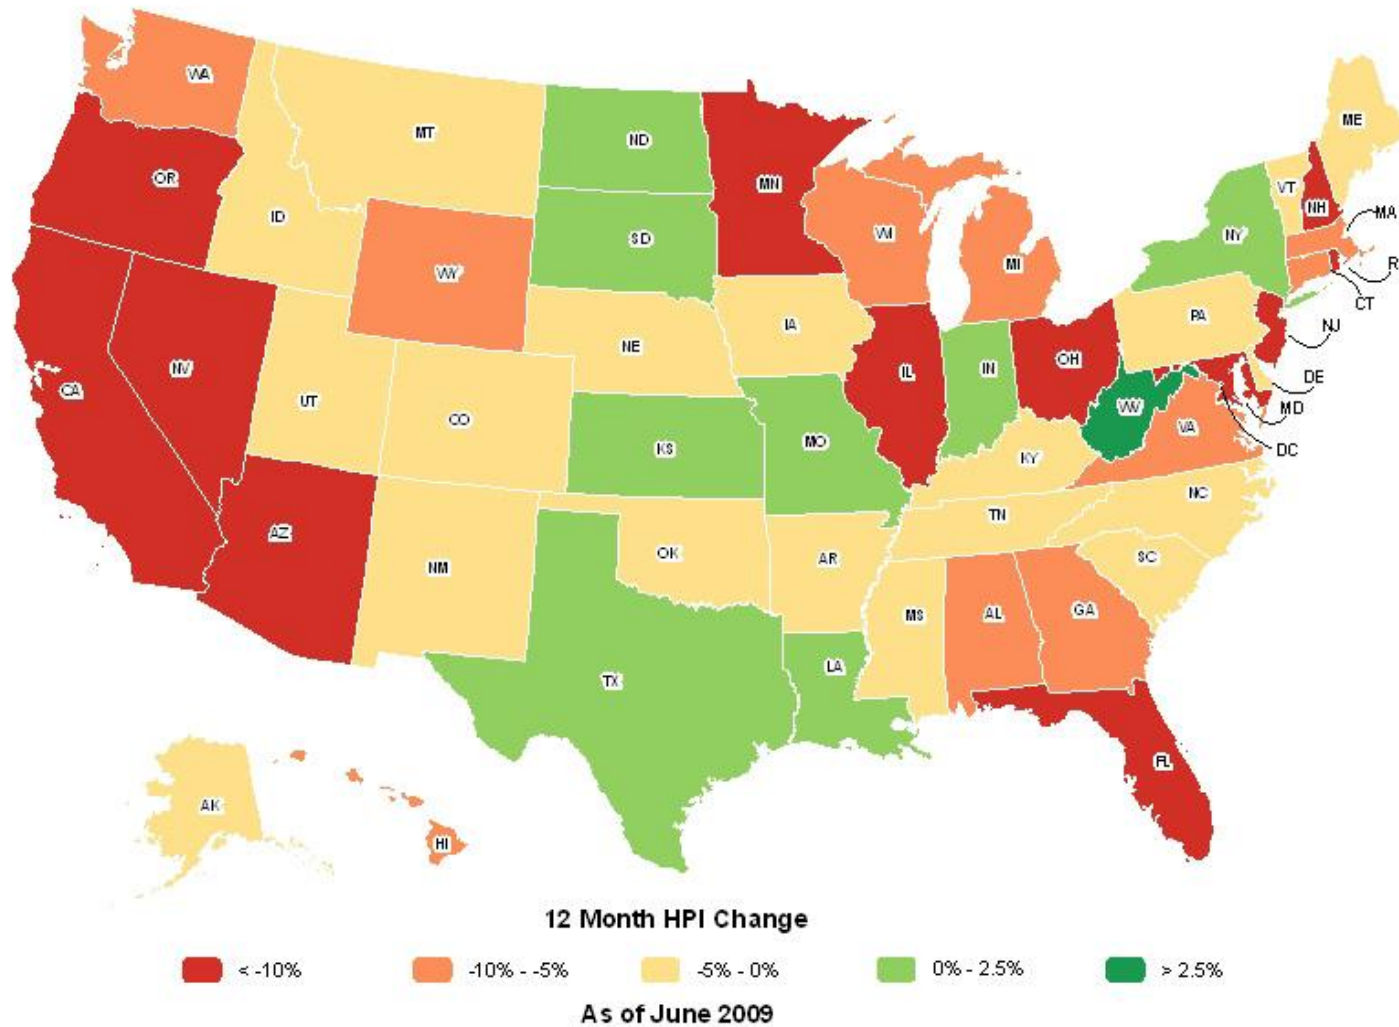 WA
MT
ND
MN
ME
OR
ID
SD
WI
MI
VT
NH
NY
MA
R
CT
WY
IA
PA
NJ
NV
CA
UT
NE
IL
IN
OH
DE
MD
CO
KS
MO
WV
VA
DC
KY
NC
AZ
NM
OK
AR
TN
SC
MS
AL
GA
TX
LA
FL
AK
HI
12 Month HPI Change
< -10%
-10% - -5%
-5% - 0%
0% - 2.5%
> 2.5%
As of June 2009